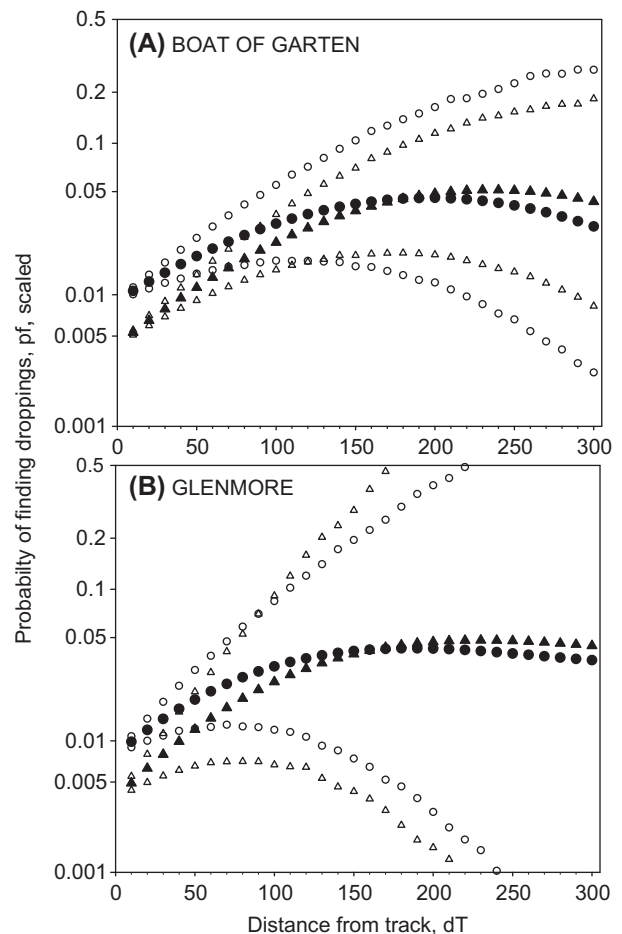 (A) BOAT OF GARTEN
0.5
0.2
0.1
0.05
0.01
0.005
0.001
0 50 100 150 200 250 300
Probabilty of finding droppings, pf, scaled
(B) GLENMORE
0.5
0.2
0.1
0.05
0.01
0.005
0.001
0 50 100 150 200 250 300
Distance from track, dT